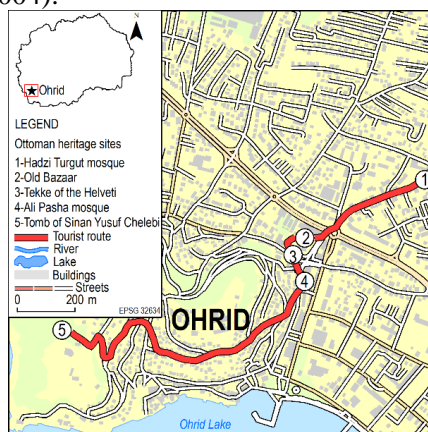 004).
Ohrid
LEGEND
Ottoman heritage sites
1-Hadzi Turgut mosque
2-Old Bazaar
3-Tekke of the Helveti
4-Ali Pasha mosque
5-Tomb of Sinan Yusuf Chelebi
Tourist route
River
Lake
Buildings
Streets
0 200 m
EPSG 32634
1
2
3
4
5
OHRID
Ohrid Lake